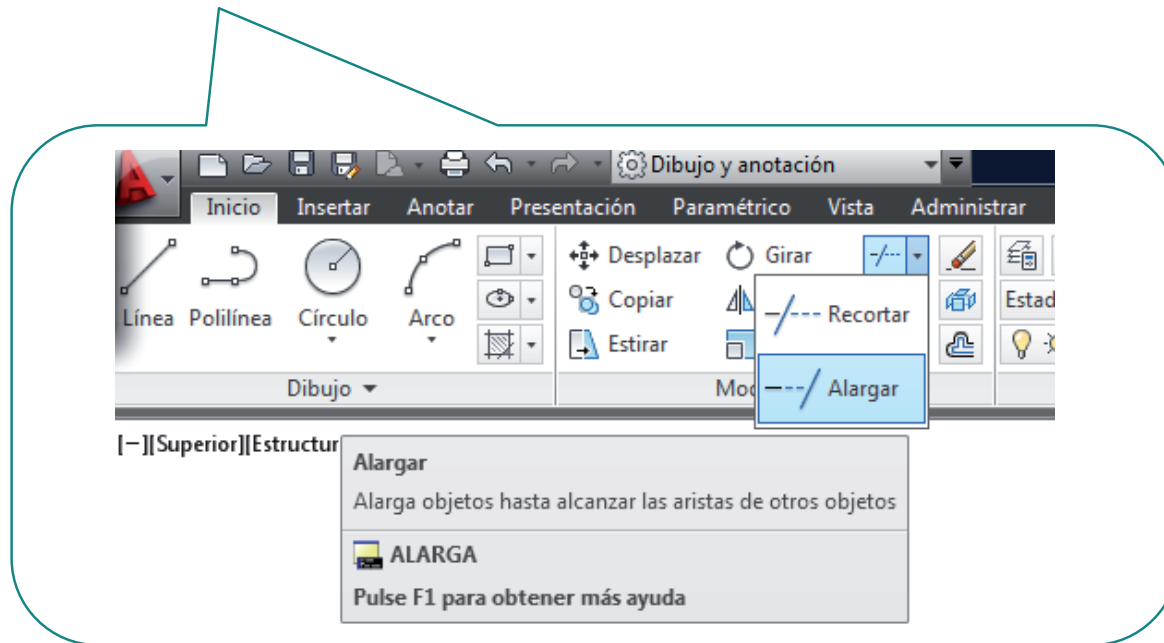 Dibujo y anotación
Inicio Insertar Anotar Presentación Paramétrico Vista Administrar
Línea Polilínea Círculo Arco
Desplazar Girar
Copiar
Estirar
Recortar
Alargar
Estad
Dibujo Mod
[−][Superior][Estructur
Alargar
Alarga objetos hasta alcanzar las aristas de otros objetos
ALARGA
Pulse F1 para obtener más ayuda